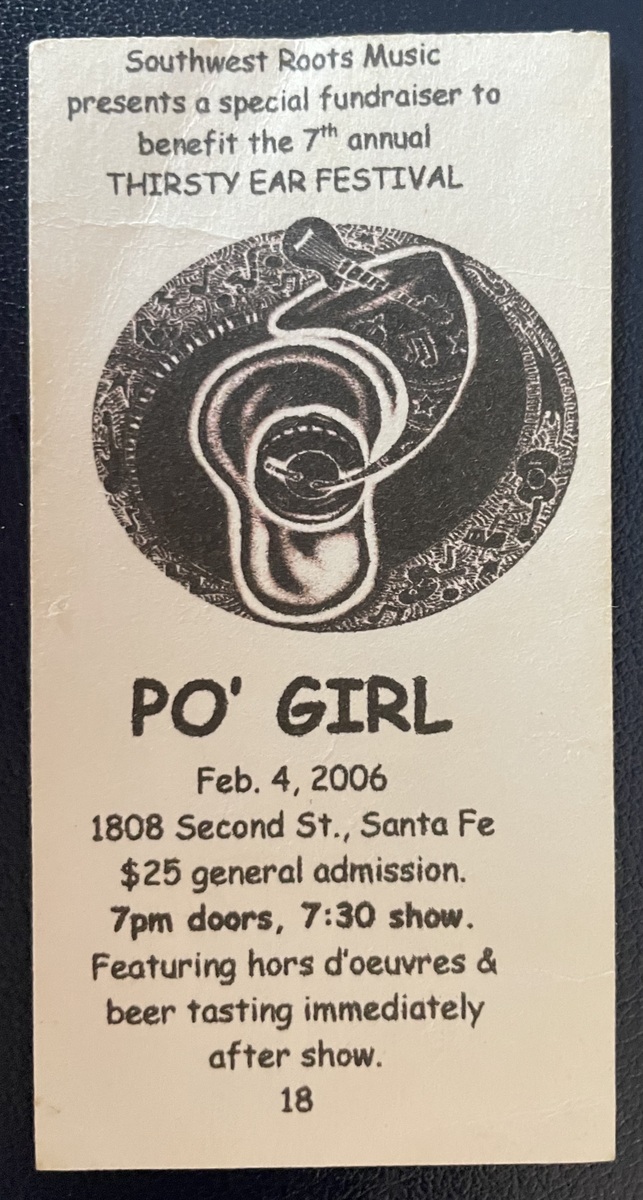 Southwest Roots Music
presents a special fundraiser to
benefit the 7th annual
THIRSTY EAR FESTIVAL
PO' GIRL
Feb. 4, 2006
1808 Second St., Santa Fe
$25 general admission.
7pm doors, 7:30 show.
Featuring hors d'oeuvres &
beer tasting immediately
after show.
18